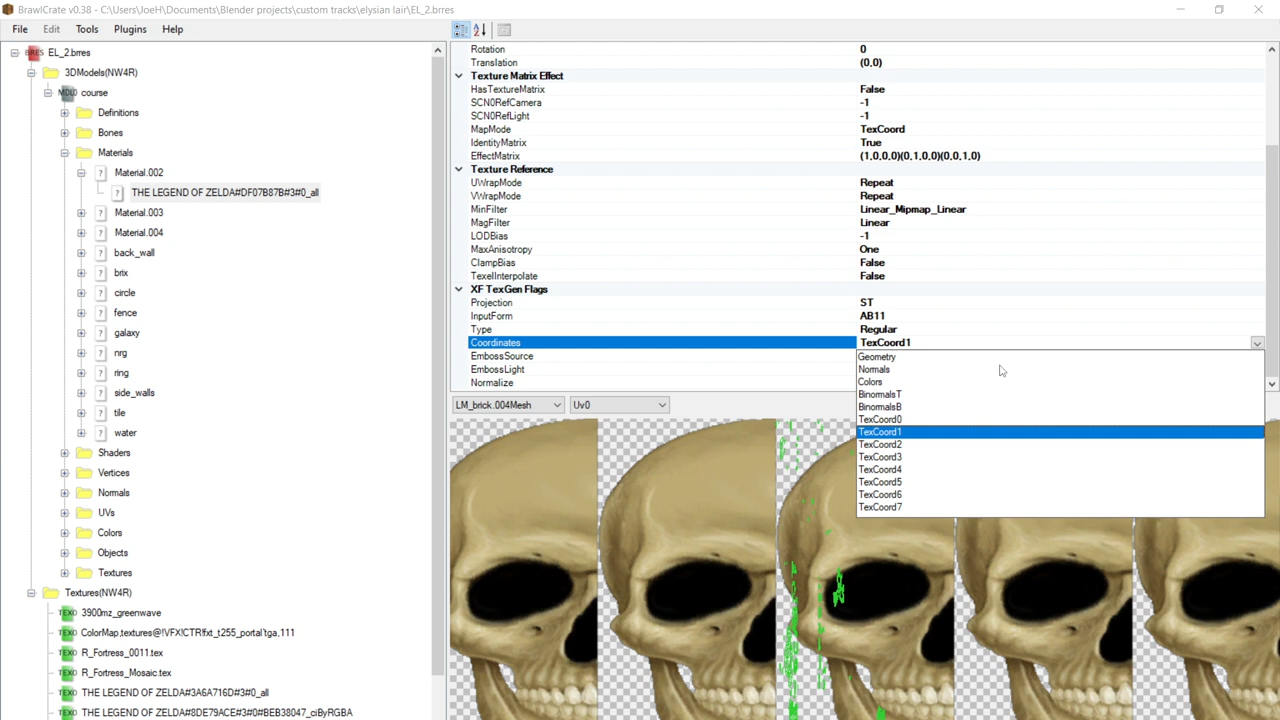 BrawlCrate v0.38 - C:\Users\JoeH\Documents\Blender projects\custom tracks\elysian lair\EL_2.brres
File Edit Tools Plugins Help
BRES EL_2.brres
3DModels(NW4R)
MDL0 course
Definitions
Bones
Materials
Material.002
THE LEGEND OF ZELDA#DF07B87B#3#0_all
Material.003
Material.004
back_wall
brix
circle
fence
galaxy
nrg
ring
side_walls
tile
water
Shaders
Vertices
Normals
UVs
Colors
Objects
Textures
Textures(NW4R)
TEX0 3900mz_greenwave
TEX0 ColorMap,textures@!VFX!CTR!fxt_t255_portal'tga,111
TEX0 R_Fortress_0011.tex
TEX0 R_Fortress_Mosaic.tex
TEX0 THE LEGEND OF ZELDA#3A6A716D#3#0_all
TEX0 THE LEGEND OF ZELDA#8DE79ACE#3#0#BEB38047_ciByRGBA
Rotation 0
Translation (0,0)
Texture Matrix Effect
HasTextureMatrix False
SCN0RefCamera -1
SCN0RefLight -1
MapMode TexCoord
IdentityMatrix True
EffectMatrix (1,0,0,0)(0,1,0,0)(0,0,1,0)
Texture Reference
UWrapMode Repeat
VWrapMode Repeat
MinFilter Linear_Mipmap_Linear
MagFilter Linear
LODBias -1
MaxAnisotropy One
ClampBias False
TexelInterpolate False
XF TexGen Flags
Projection ST
InputForm AB11
Type Regular
Coordinates TexCoord1
EmbossSource
EmbossLight
Normalize
Geometry
Normals
Colors
BinormalsT
BinormalsB
TexCoord0
TexCoord1
TexCoord2
TexCoord3
TexCoord4
TexCoord5
TexCoord6
TexCoord7
LM_brick.004Mesh Uv0